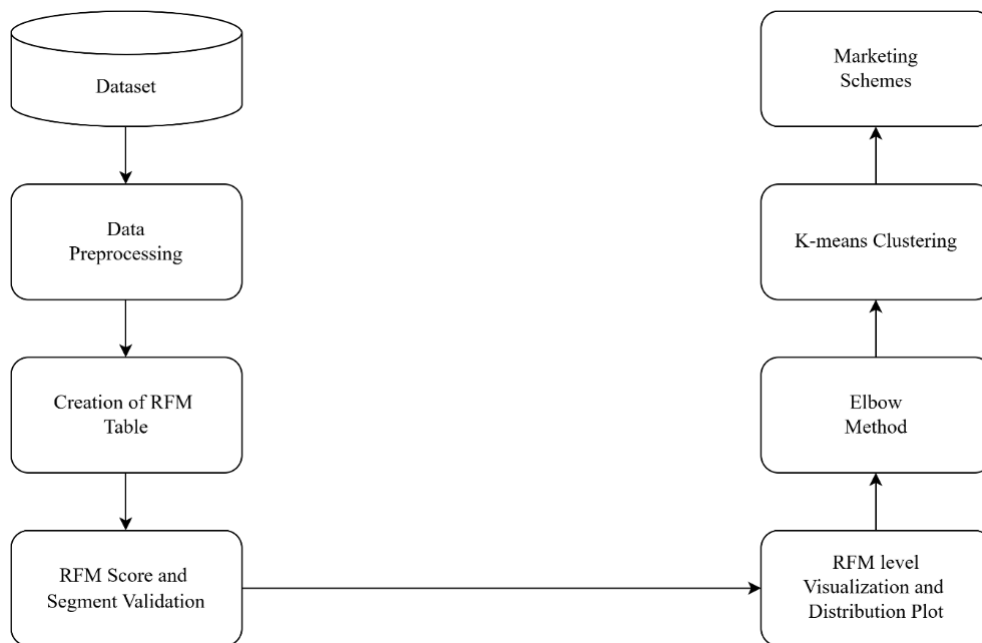 Dataset
Data
Preprocessing
Creation of RFM
Table
RFM Score and
Segment Validation
RFM level
Visualization and
Distribution Plot
Elbow
Method
K-means Clustering
Marketing
Schemes